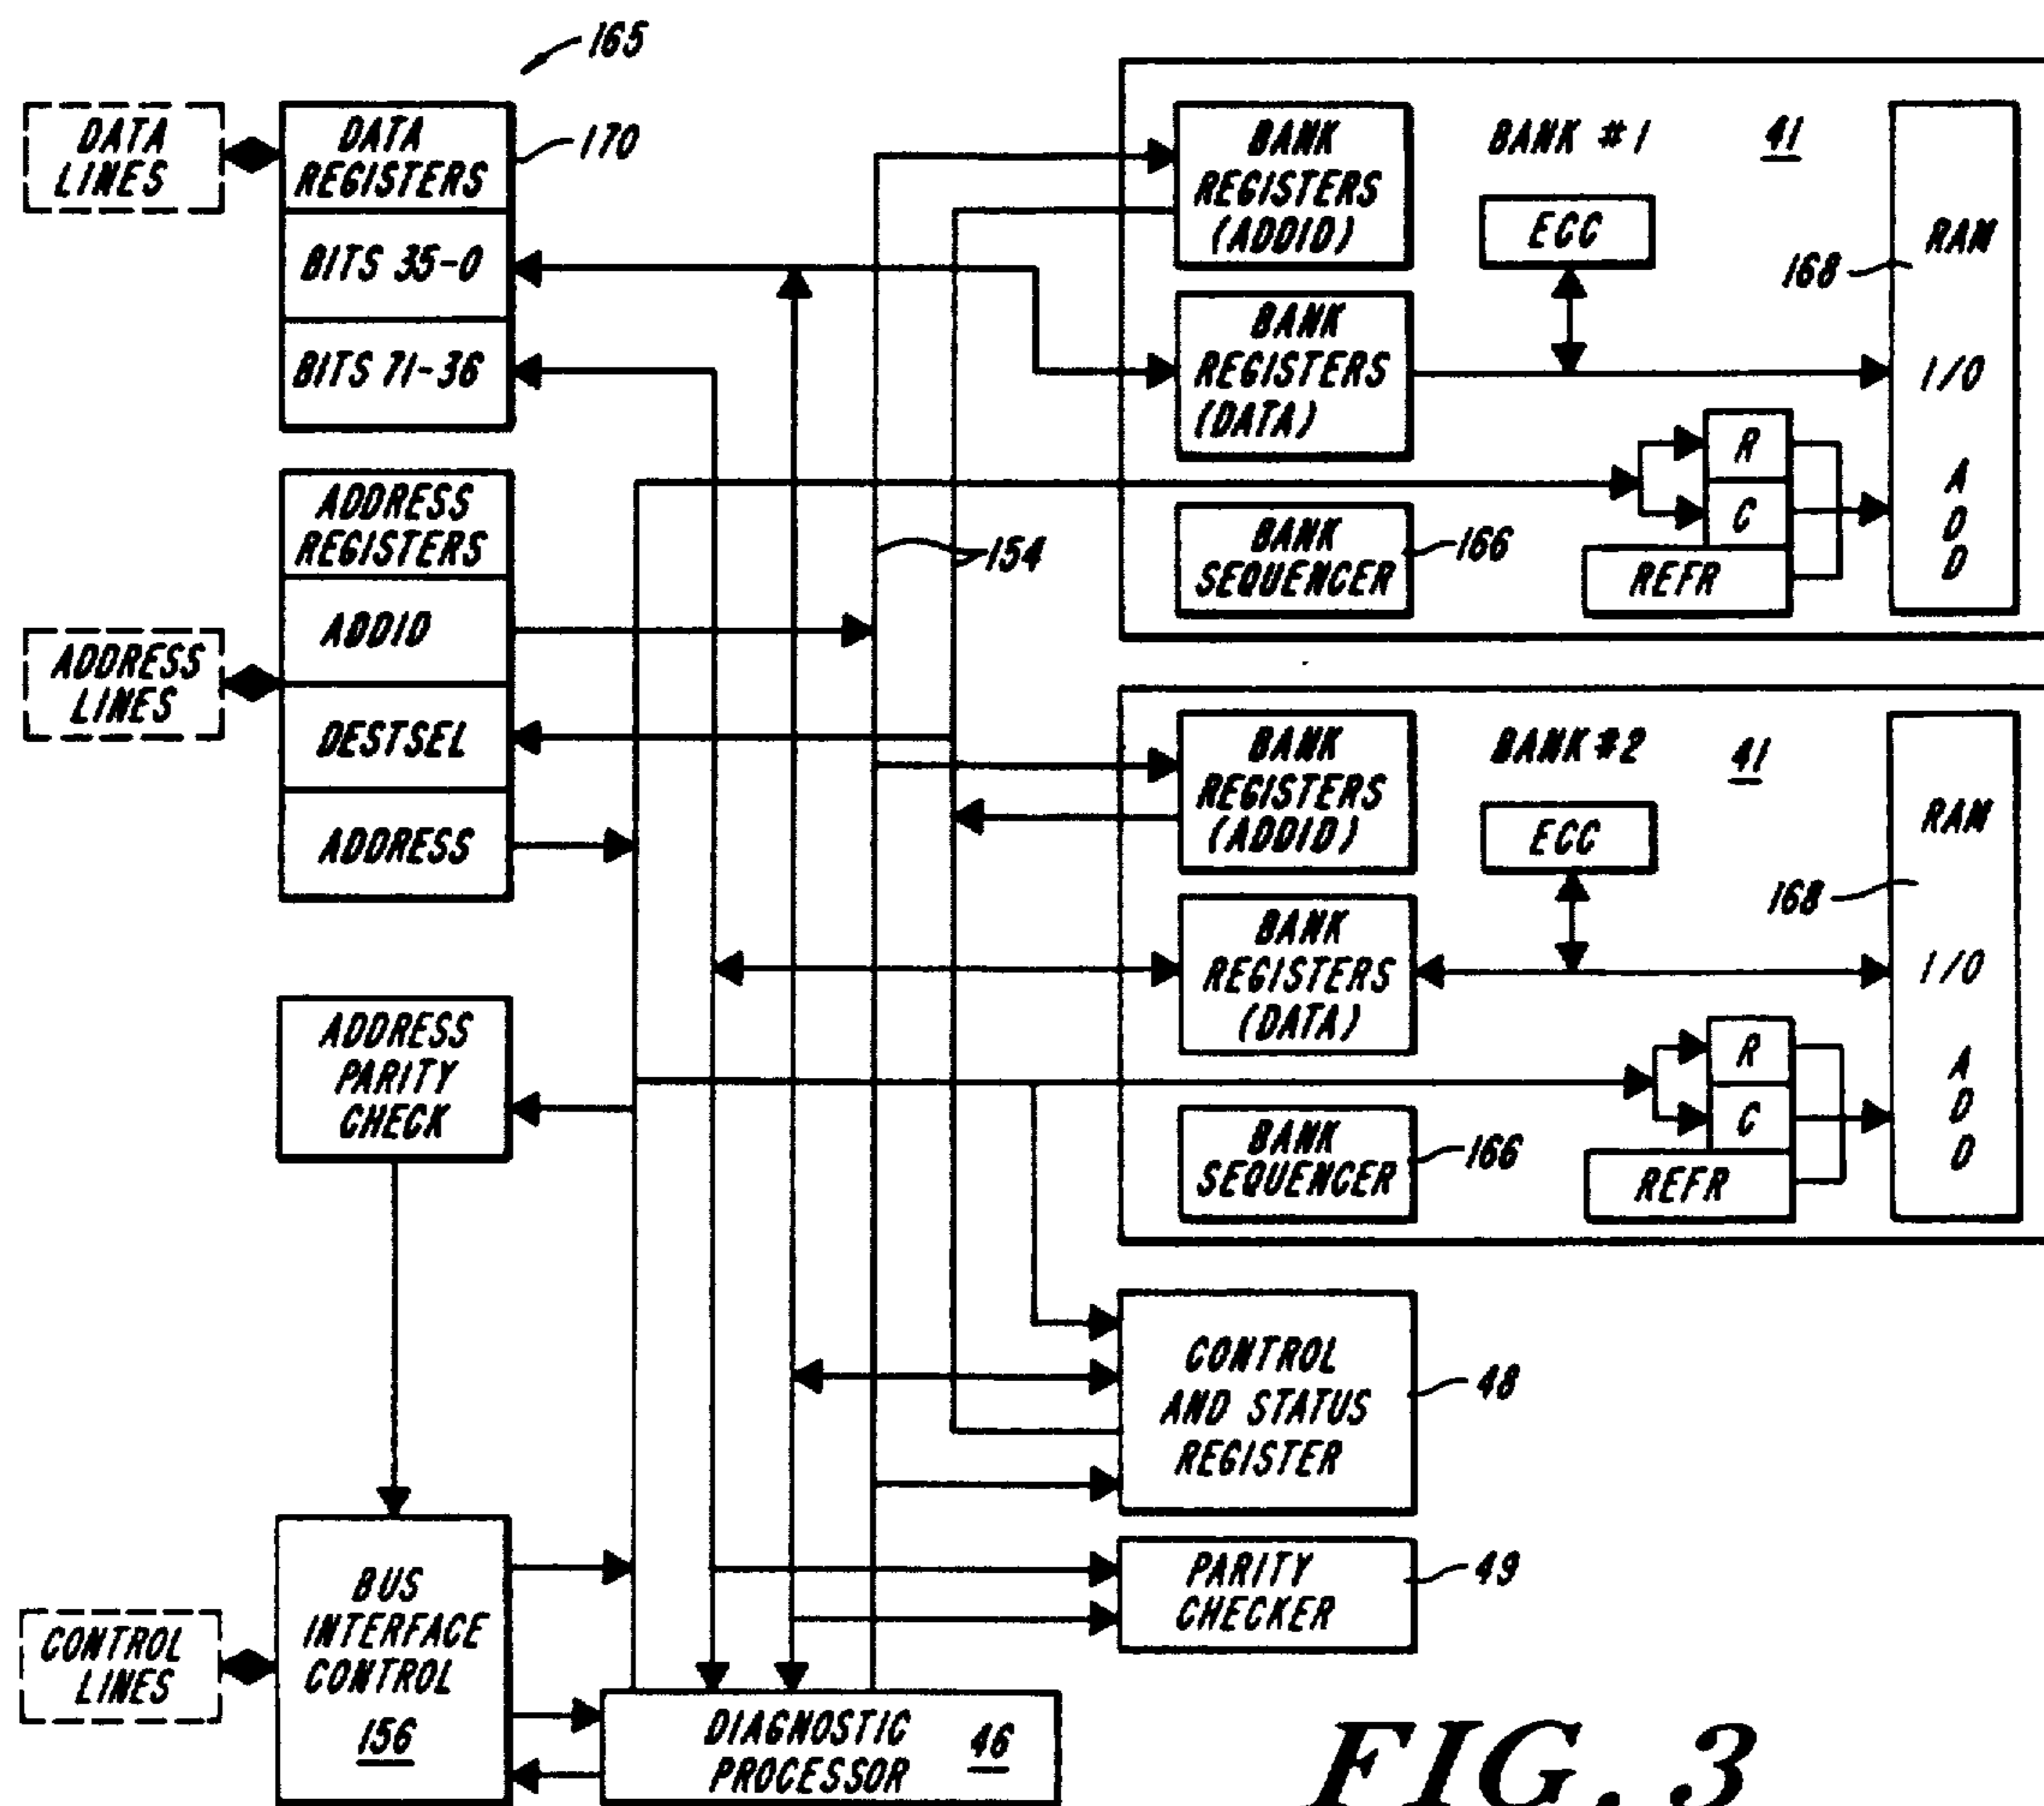 165
DATA
LINES
DATA
REGISTERS
170
BITS 35-0
BITS 71-36
ADDRESS
REGISTERS
ADDID
DESTSEL
ADDRESS
ADDRESS
LINES
154
ADDRESS
PARITY
CHECK
BUS
INTERFACE
CONTROL
156
CONTROL
LINES
DIAGNOSTIC
PROCESSOR
46
BANK
REGISTERS
(ADDID)
BANK #1
41
ECC
168
RAM
I/O
A
D
D
BANK
REGISTERS
(DATA)
R
C
REFR
BANK
SEQUENCER
166
BANK
REGISTERS
(ADDID)
BANK #2
41
ECC
168
RAM
I/O
A
D
D
BANK
REGISTERS
(DATA)
R
C
REFR
BANK
SEQUENCER
166
CONTROL
AND STATUS
REGISTER
48
PARITY
CHECKER
49
FIG. 3